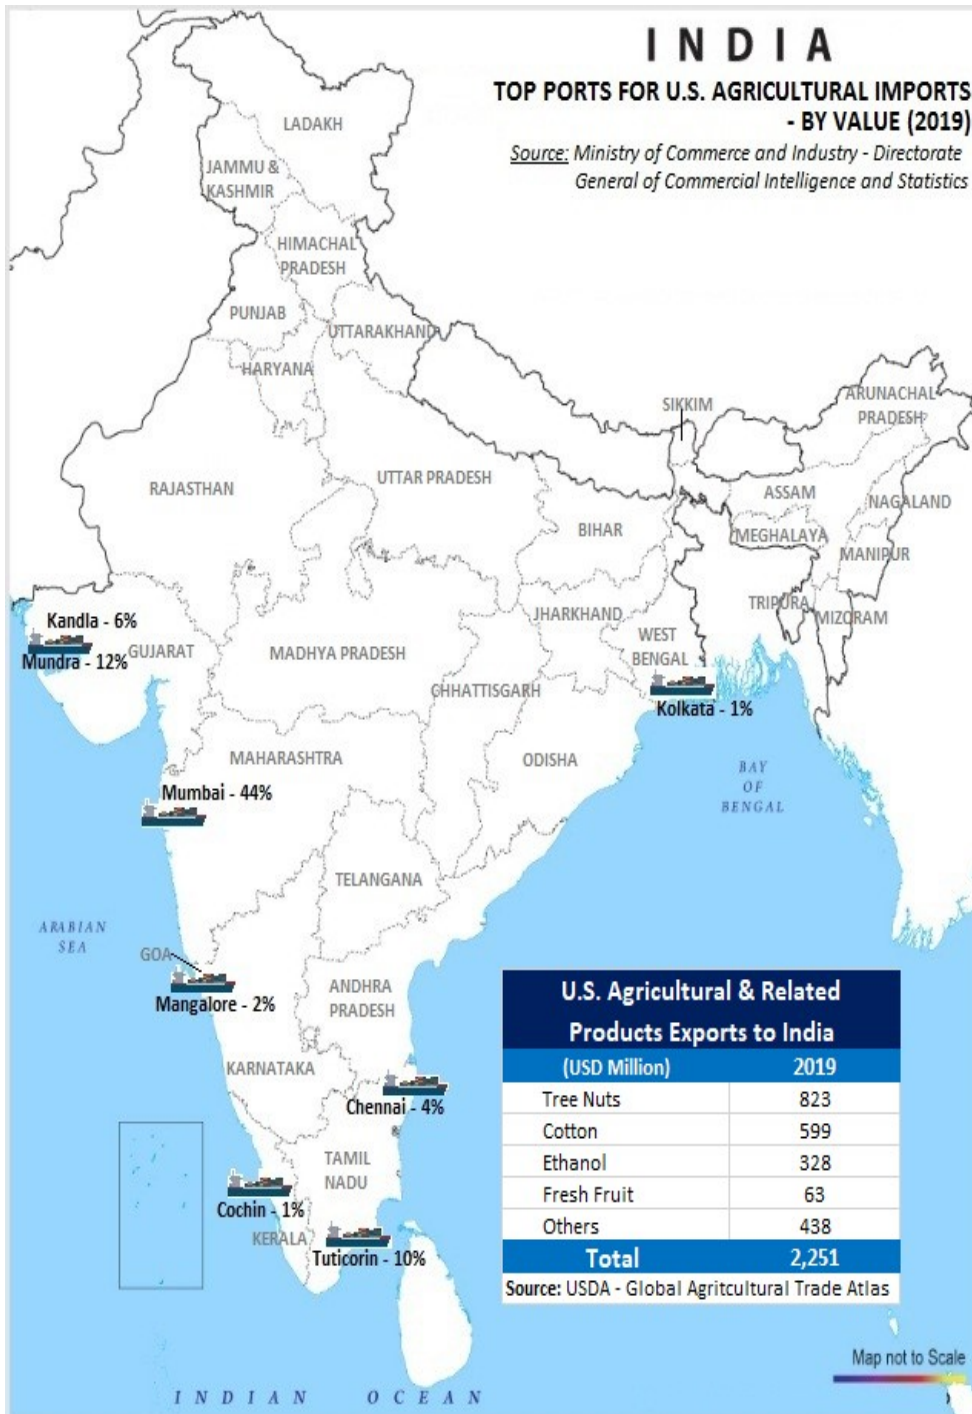 INDIA
TOP PORTS FOR U.S. AGRICULTURAL IMPORTS
- BY VALUE (2019)
Source: Ministry of Commerce and Industry - Directorate
General of Commercial Intelligence and Statistics
LADAKH
JAMMU &
KASHMIR
HIMACHAL
PRADESH
PUNJAB
UTTARAKHAND
HARYANA
SIKKIM
ARUNACHAL
PRADESH
RAJASTHAN
UTTAR PRADESH
ASSAM
NAGALAND
BIHAR
MEGHALAYA
MANIPUR
JHARKHAND
TRIPURA
MIZORAM
Kandla - 6%
Mundra - 12%
GUJARAT
MADHYA PRADESH
WEST
BENGAL
CHHATTISGARH
Kolkata - 1%
MAHARASHTRA
ODISHA
BAY
OF
BENGAL
Mumbai - 44%
TELANGANA
ARABIAN
SEA
GOA
Mangalore - 2%
ANDHRA
PRADESH
KARNATAKA
Chennai - 4%
TAMIL
NADU
Cochin - 1%
KERALA
Tuticorin - 10%
U.S. Agricultural & Related
Products Exports to India
(USD Million) 2019
Tree Nuts 823
Cotton 599
Ethanol 328
Fresh Fruit 63
Others 438
Total 2,251
Source: USDA - Global Agritcultural Trade Atlas
Map not to Scale
INDIAN OCEAN